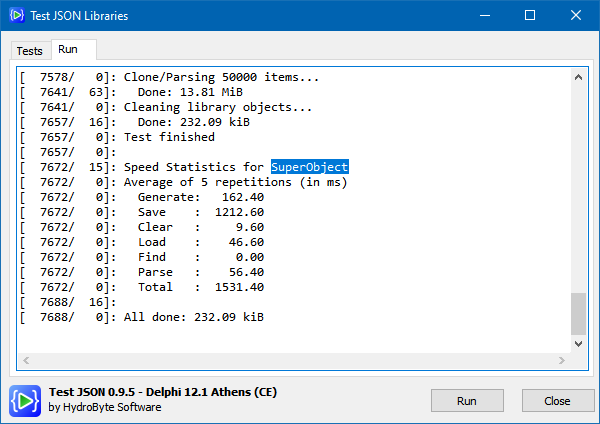 Test JSON Libraries
Tests
Run
[  7578/   0]: Clone/Parsing 50000 items...
[  7641/  63]:   Done: 13.81 MiB
[  7641/   0]: Cleaning library objects...
[  7657/  16]:   Done: 232.09 kiB
[  7657/   0]: Test finished
[  7657/   0]:
[  7672/  15]: Speed Statistics for SuperObject
[  7672/   0]: Average of 5 repetitions (in ms)
[  7672/   0]:   Generate:   162.40
[  7672/   0]:   Save    :  1212.60
[  7672/   0]:   Clear   :     9.60
[  7672/   0]:   Load    :    46.60
[  7672/   0]:   Find    :     0.00
[  7672/   0]:   Parse   :    56.40
[  7672/   0]:   Total   :  1531.40
[  7688/  16]:
[  7688/   0]: All done: 232.09 kiB
Test JSON 0.9.5 - Delphi 12.1 Athens (CE)
by HydroByte Software
Run
Close